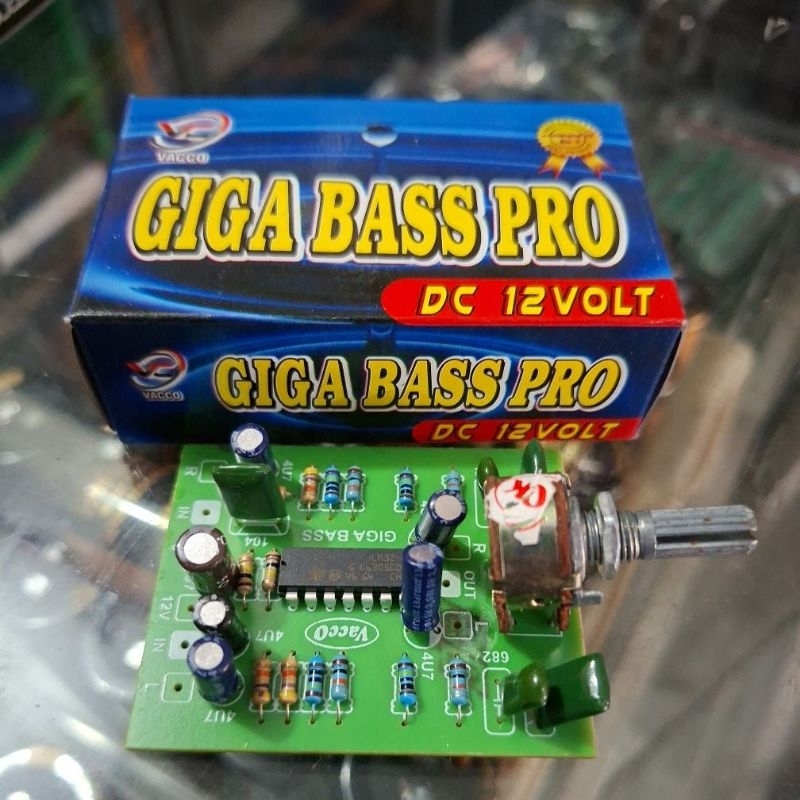 VACCO
GIGA BASS PRO
DC 12VOLT
VACCO
GIGA BASS PRO
DC 12VOLT
R
4U7
IN
104
GIGA BASS
R
OUT
12V
VaccO
IN
4U7
L
L
4U7
682
4U7